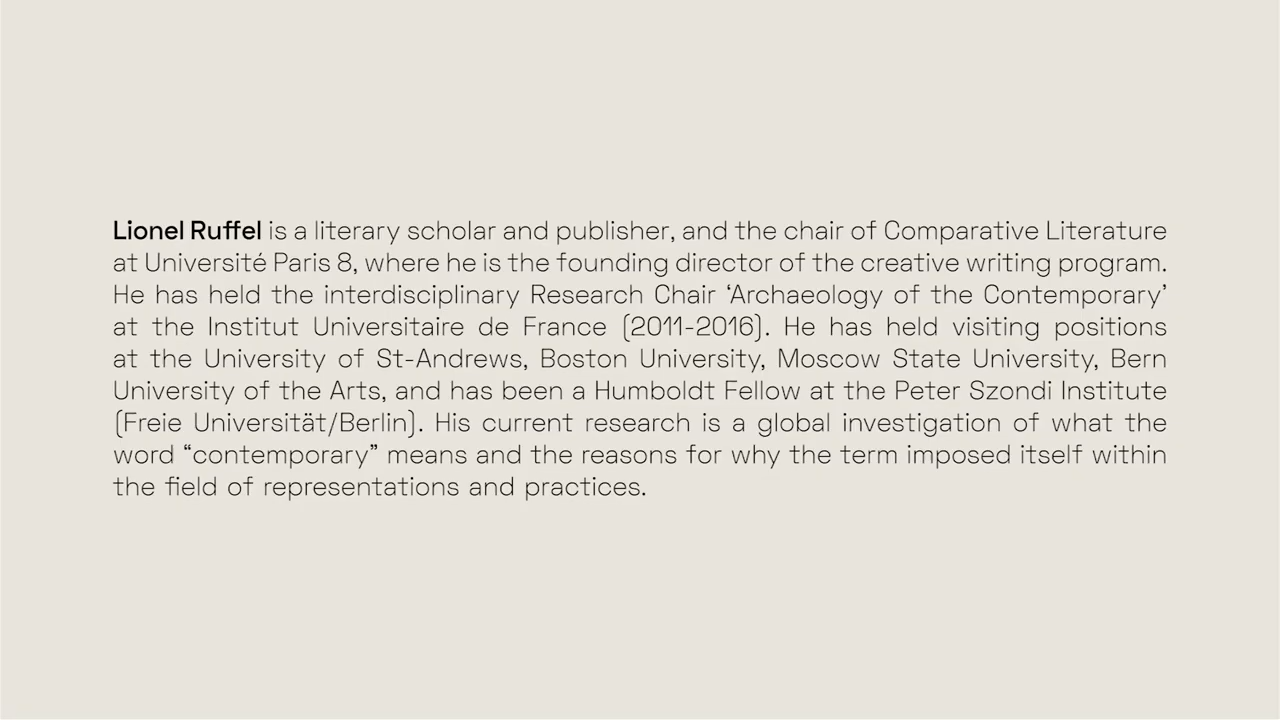 Lionel Ruffel is a literary scholar and publisher, and the chair of Comparative Literature
at Université Paris 8, where he is the founding director of the creative writing program.
He has held the interdisciplinary Research Chair ‘Archaeology of the Contemporary’
at the Institut Universitaire de France (2011-2016). He has held visiting positions
at the University of St-Andrews, Boston University, Moscow State University, Bern
University of the Arts, and has been a Humboldt Fellow at the Peter Szondi Institute
(Freie Universität/Berlin). His current research is a global investigation of what the
word “contemporary” means and the reasons for why the term imposed itself within
the field of representations and practices.